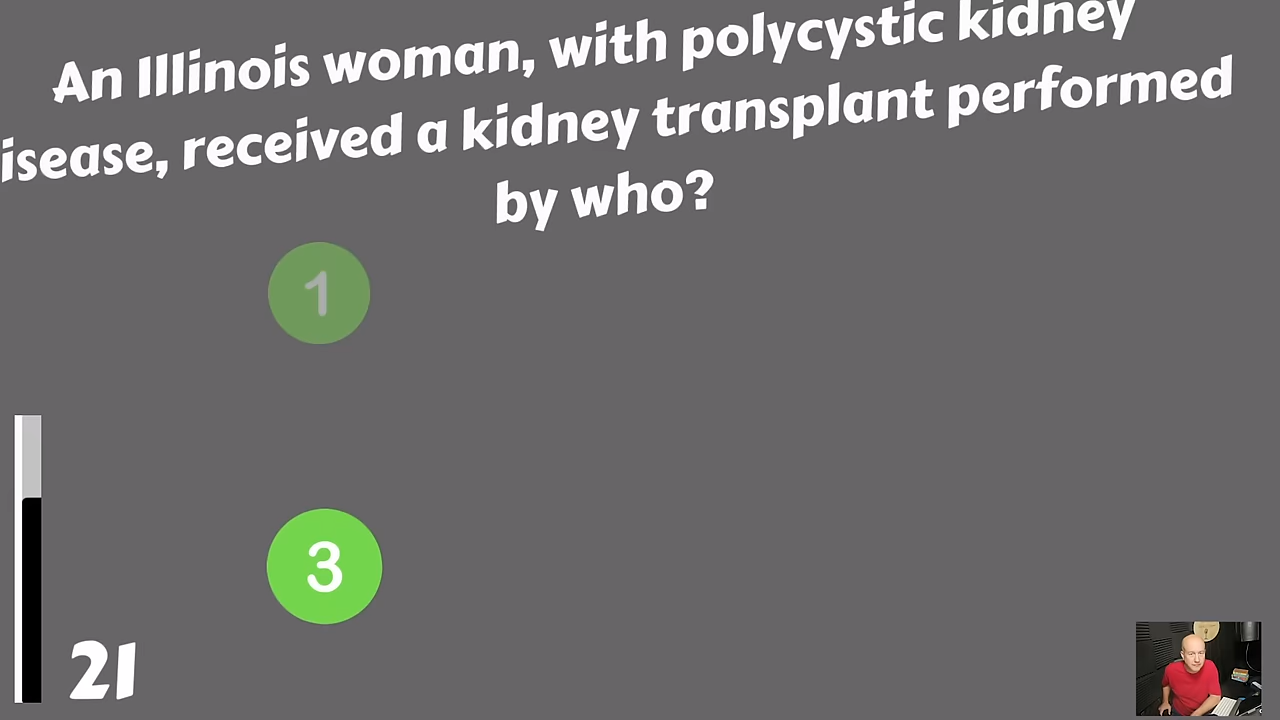 An Illinois woman, with polycystic kidney
isease, received a kidney transplant performed
by who?
1
3
21